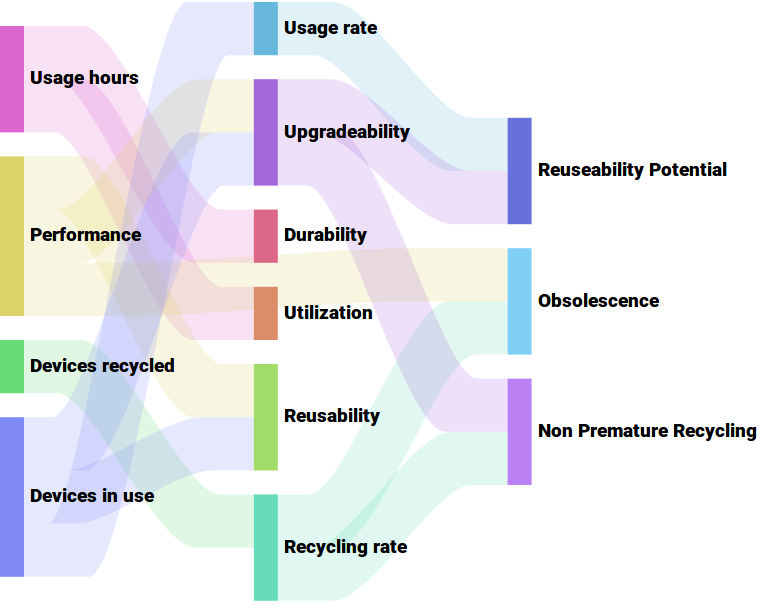 Usage hours
Performance
Devices recycled
Devices in use
Usage rate
Upgradeability
Durability
Utilization
Reusability
Recycling rate
Reuseability Potential
Obsolescence
Non Premature Recycling